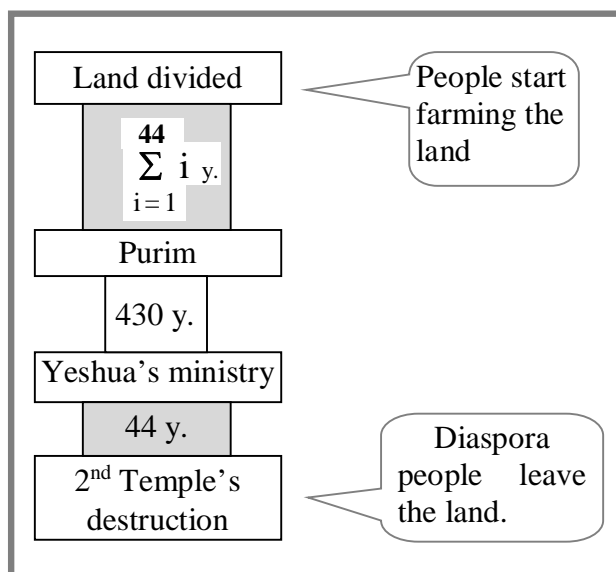 Land divided
People start
farming the
land
44
Σ i y.
i = 1
Purim
430 y.
Yeshua's ministry
44 y.
2nd Temple's
destruction
Diaspora
people leave
the land.